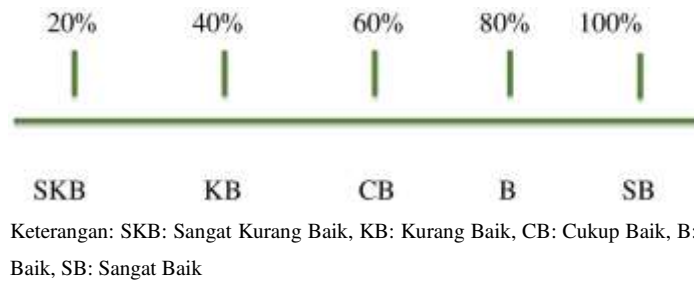 20% 40% 60% 80% 100%
SKB KB CB B SB
Keterangan: SKB: Sangat Kurang Baik, KB: Kurang Baik, CB: Cukup Baik, B:
Baik, SB: Sangat Baik